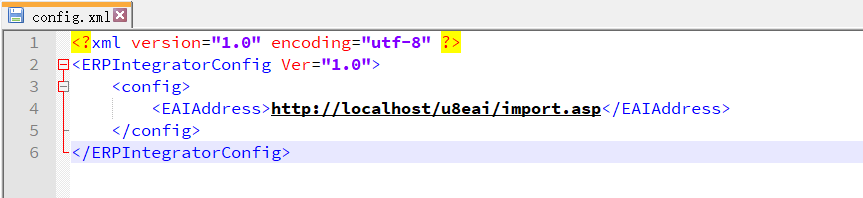 config.xml
1 <?xml version="1.0" encoding="utf-8" ?>
2 <ERPIntegratorConfig Ver="1.0">
3 <config>
4 <EAIAddress>http://localhost/u8eai/import.asp</EAIAddress>
5 </config>
6 </ERPIntegratorConfig>